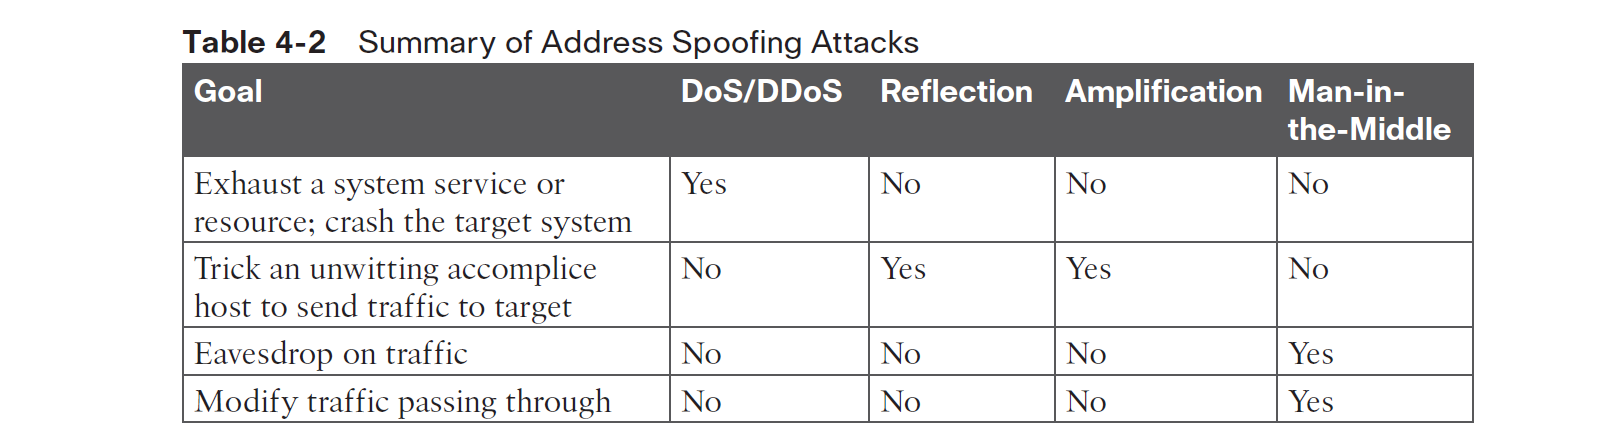 Table 4-2 Summary of Address Spoofing Attacks
Goal DoS/DDoS Reflection Amplification Man-in-
the-Middle
Exhaust a system service or Yes No No No
resource; crash the target system
Trick an unwitting accomplice No Yes Yes No
host to send traffic to target
Eavesdrop on traffic No No No Yes
Modify traffic passing through No No No Yes